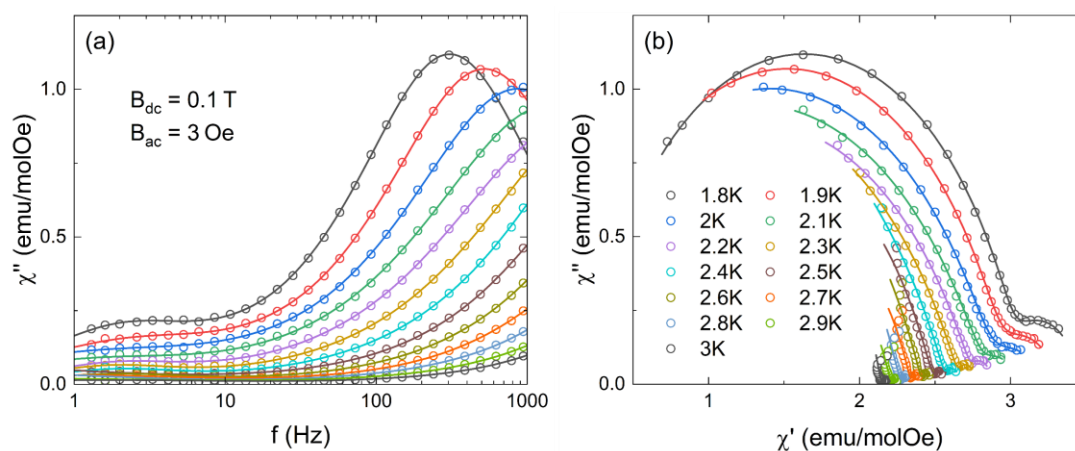 (a)
χ'' (emu/molOe)
1.0
0.5
0.0
B_dc = 0.1 T
B_ac = 3 Oe
1 10 100 1000
f (Hz)
(b)
χ'' (emu/molOe)
1.0
0.5
0.0
1.8K 1.9K
2K 2.1K
2.2K 2.3K
2.4K 2.5K
2.6K 2.7K
2.8K 2.9K
3K
1 2 3
χ' (emu/molOe)